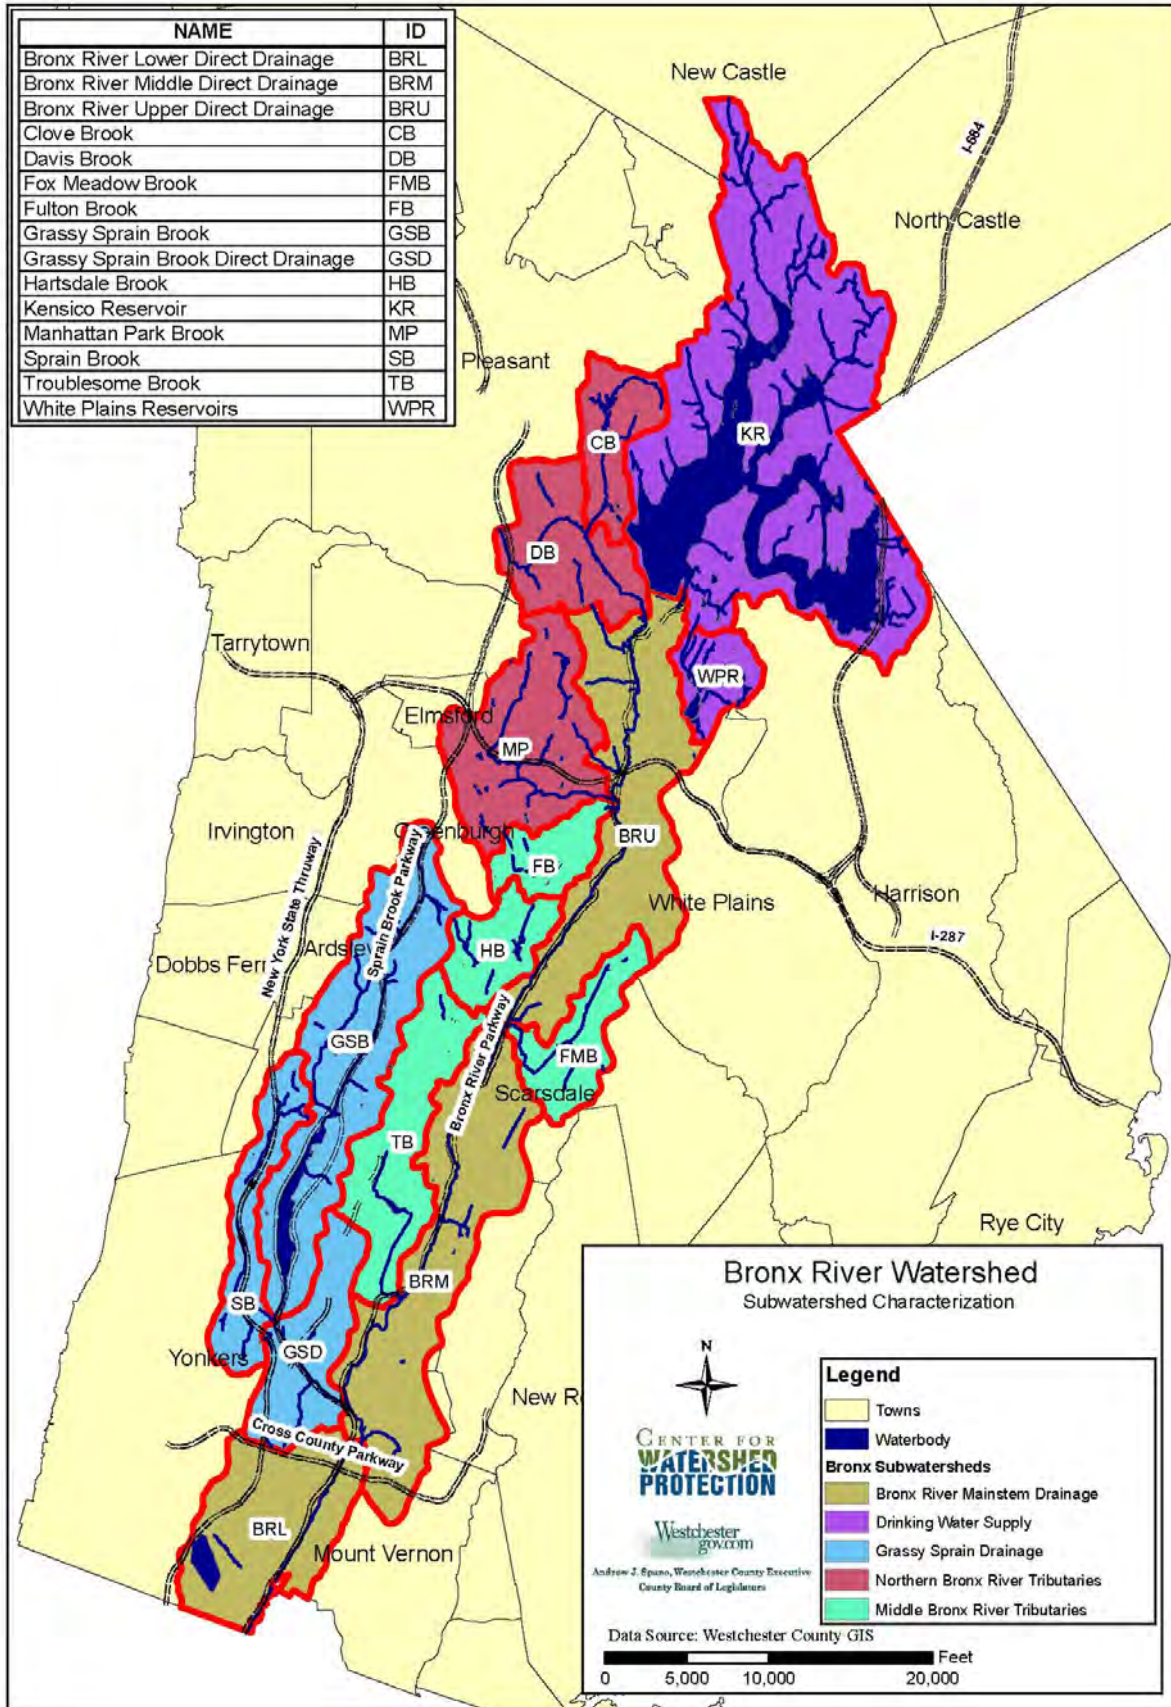 NAME ID
Bronx River Lower Direct Drainage BRL
Bronx River Middle Direct Drainage BRM
Bronx River Upper Direct Drainage BRU
Clove Brook CB
Davis Brook DB
Fox Meadow Brook FMB
Fulton Brook FB
Grassy Sprain Brook GSB
Grassy Sprain Brook Direct Drainage GSD
Hartsdale Brook HB
Kensico Reservoir KR
Manhattan Park Brook MP
Sprain Brook SB
Troublesome Brook TB
White Plains Reservoirs WPR
New Castle
I-684
North Castle
Pleasant
CB
KR
DB
Tarrytown
WPR
Elmsford
MP
Irvington
BRU
FB
Sprain Brook Parkway
New York State Thruway
White Plains
Harrison
I-287
HB
Dobbs Ferr
Ardsley
GSB
Bronx River Parkway
FMB
Scarsdale
TB
Rye City
BRM
SB
GSD
Yonkers
New R
Cross County Parkway
BRL
Mount Vernon
Bronx River Watershed
Subwatershed Characterization
N
CENTER FOR
WATERSHED
PROTECTION
Westchester
gov.com
Andrew J. Spano, Westchester County Executive
County Board of Legislators
Legend
Towns
Waterbody
Bronx Subwatersheds
Bronx River Mainstem Drainage
Drinking Water Supply
Grassy Sprain Drainage
Northern Bronx River Tributaries
Middle Bronx River Tributaries
Data Source: Westchester County GIS
Feet
0 5,000 10,000 20,000